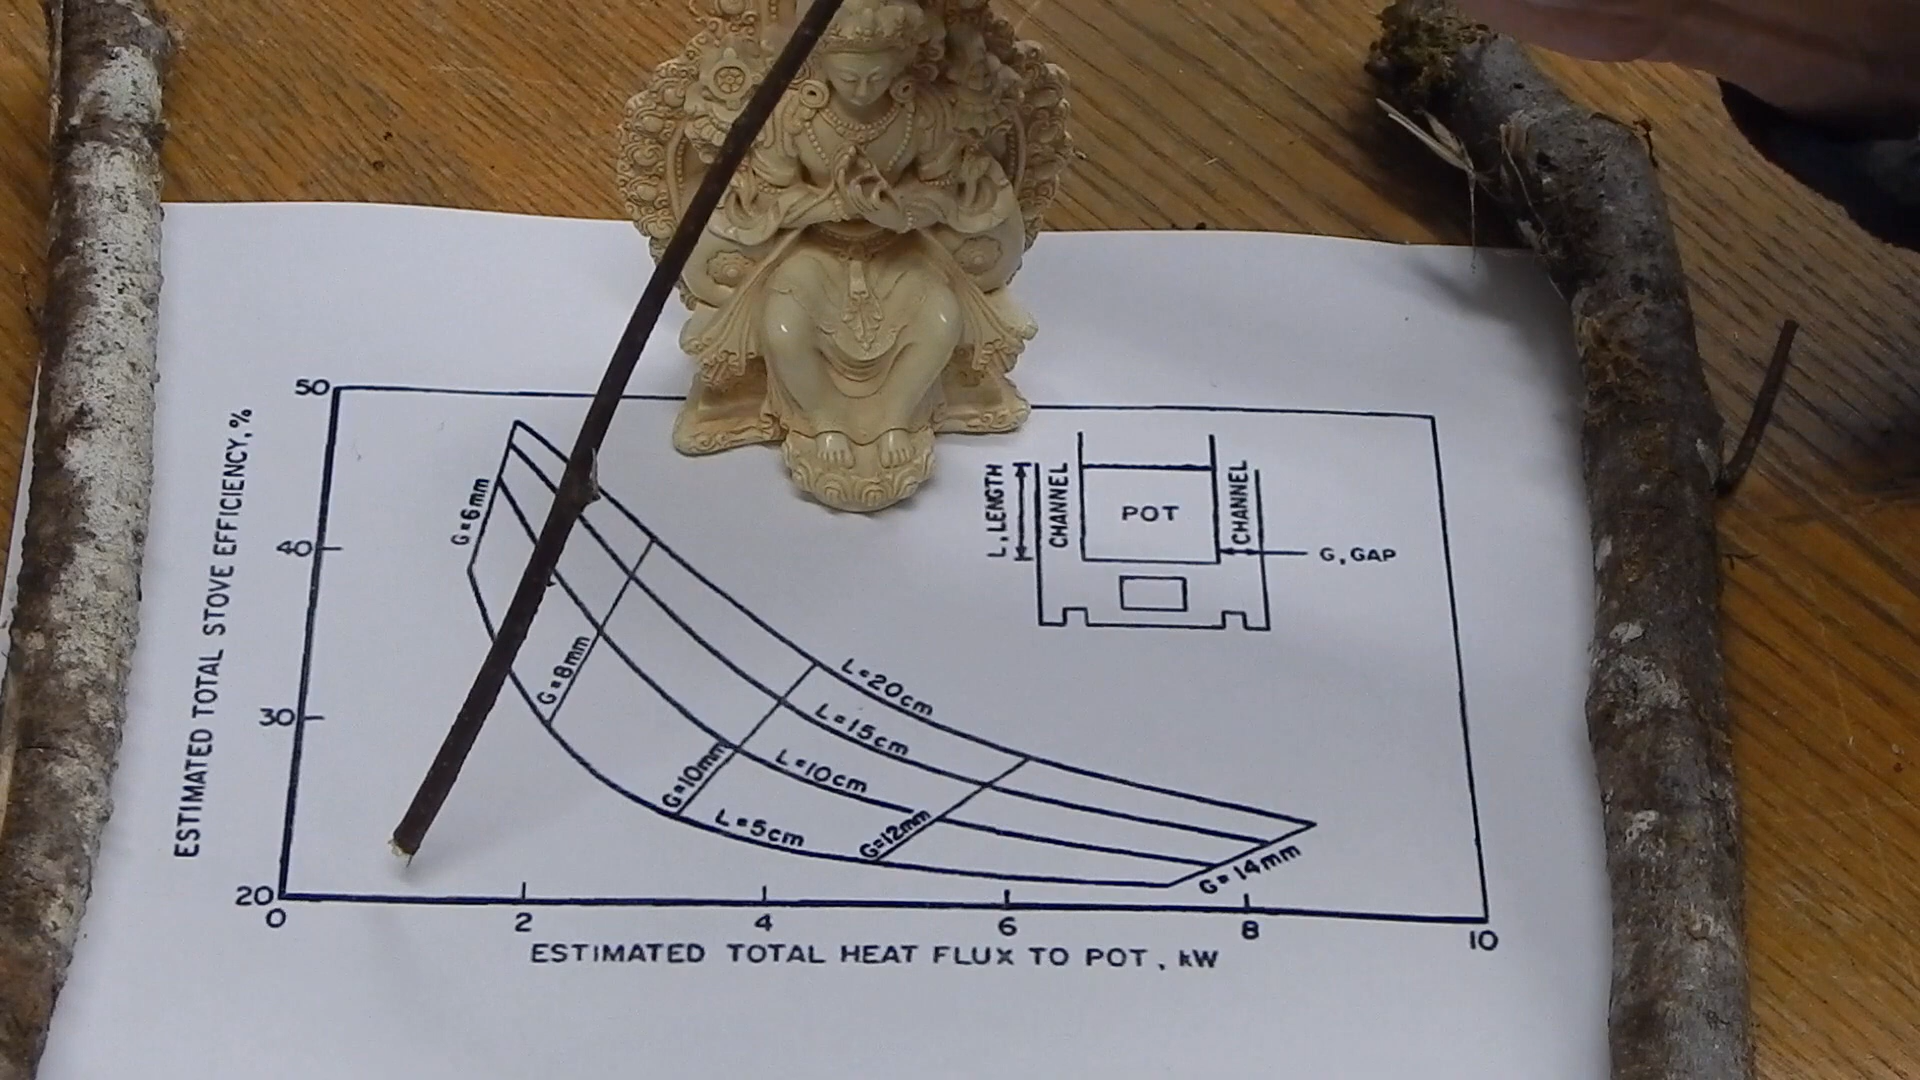 50
40
30
20
0
2
4
6
8
10
ESTIMATED TOTAL STOVE EFFICIENCY, %
ESTIMATED TOTAL HEAT FLUX TO POT, kW
G=6mm
G=8mm
G=10mm
G=12mm
G=14mm
L=20cm
L=15cm
L=10cm
L=5cm
L, LENGTH
CHANNEL
POT
CHANNEL
G, GAP